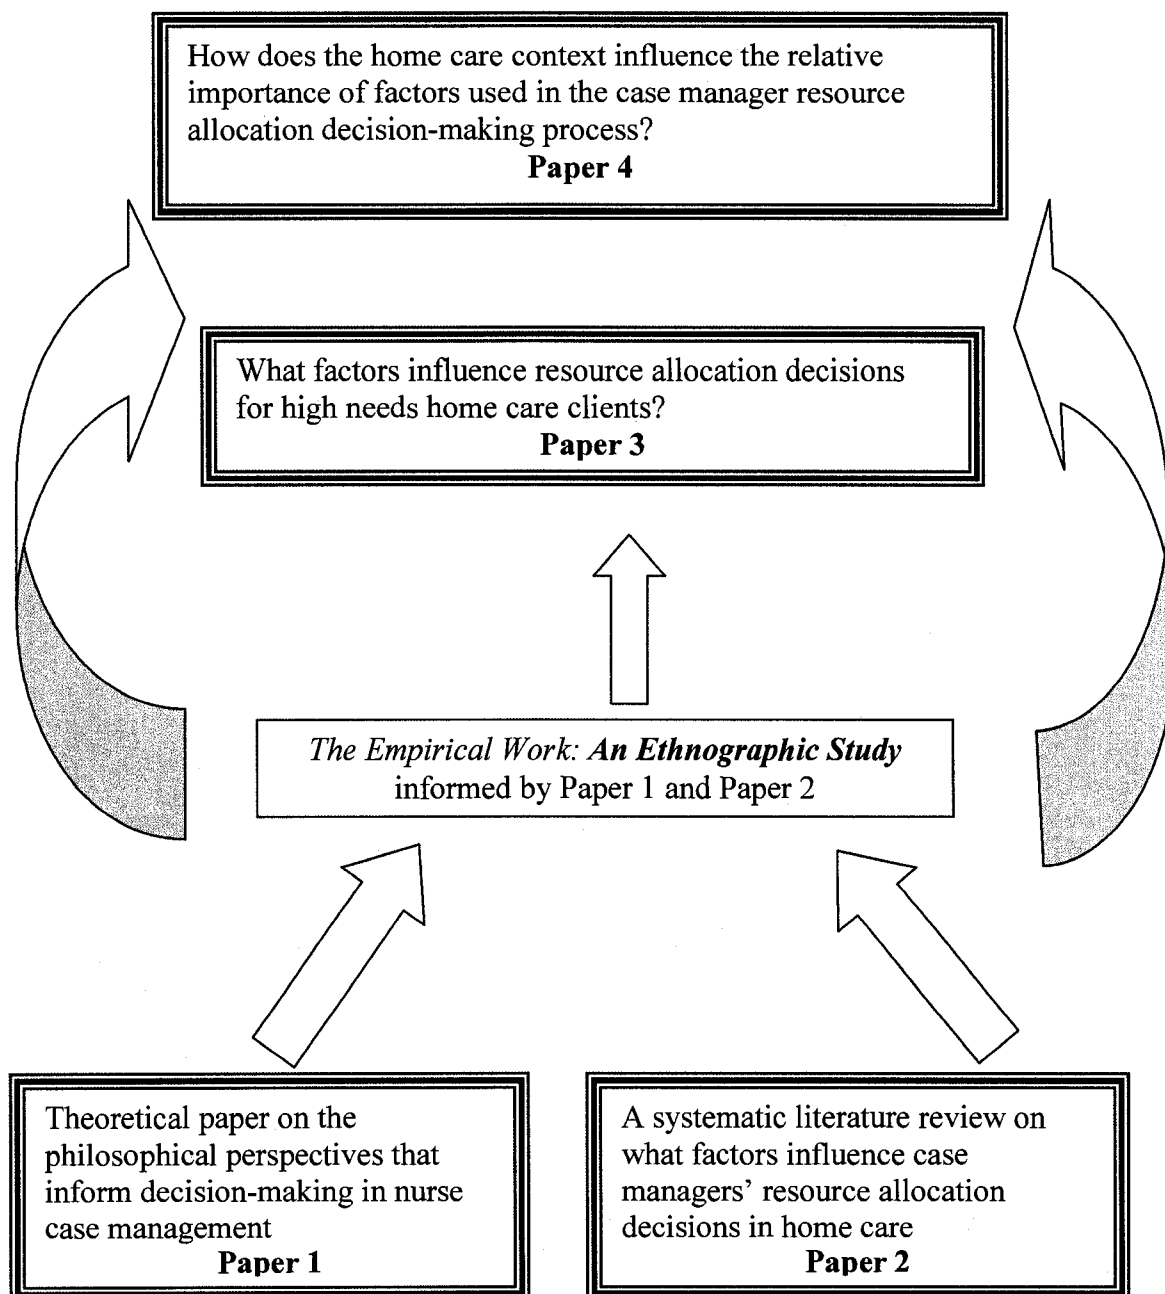 How does the home care context influence the relative
importance of factors used in the case manager resource
allocation decision-making process?
Paper 4
What factors influence resource allocation decisions
for high needs home care clients?
Paper 3
The Empirical Work: An Ethnographic Study
informed by Paper 1 and Paper 2
Theoretical paper on the
philosophical perspectives that
inform decision-making in nurse
case management
Paper 1
A systematic literature review on
what factors influence case
managers’ resource allocation
decisions in home care
Paper 2